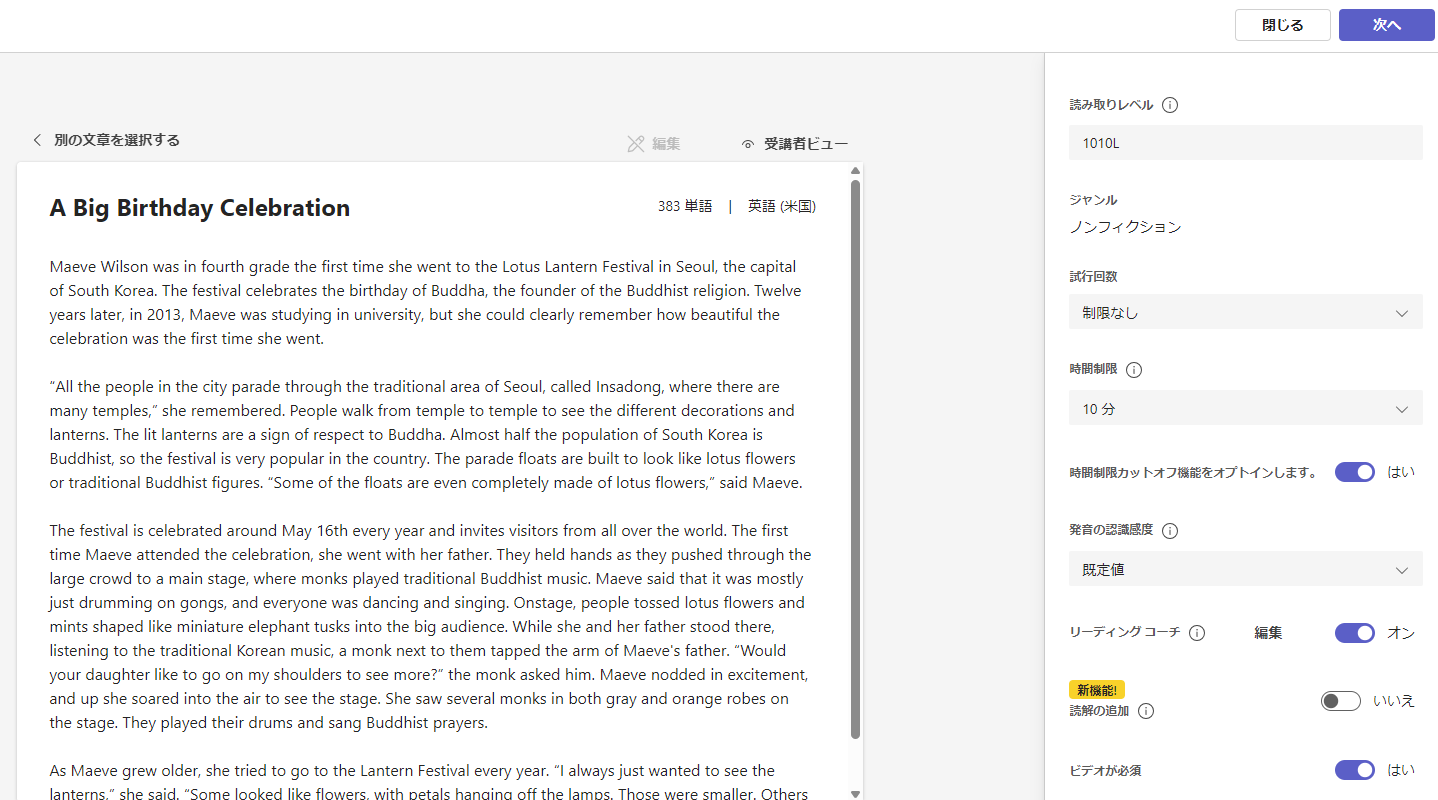 閉じる
次へ
別の文章を選択する
編集
受講者ビュー
A Big Birthday Celebration
383 単語 | 英語 (米国)
Maeve Wilson was in fourth grade the first time she went to the Lotus Lantern Festival in Seoul, the capital
of South Korea. The festival celebrates the birthday of Buddha, the founder of the Buddhist religion. Twelve
years later, in 2013, Maeve was studying in university, but she could clearly remember how beautiful the
celebration was the first time she went.
“All the people in the city parade through the traditional area of Seoul, called Insadong, where there are
many temples,” she remembered. People walk from temple to temple to see the different decorations and
lanterns. The lit lanterns are a sign of respect to Buddha. Almost half the population of South Korea is
Buddhist, so the festival is very popular in the country. The parade floats are built to look like lotus flowers
or traditional Buddhist figures. “Some of the floats are even completely made of lotus flowers,” said Maeve.
The festival is celebrated around May 16th every year and invites visitors from all over the world. The first
time Maeve attended the celebration, she went with her father. They held hands as they pushed through the
large crowd to a main stage, where monks played traditional Buddhist music. Maeve said that it was mostly
just drumming on gongs, and everyone was dancing and singing. Onstage, people tossed lotus flowers and
mints shaped like miniature elephant tusks into the big audience. While she and her father stood there,
listening to the traditional Korean music, a monk next to them tapped the arm of Maeve's father. “Would
your daughter like to go on my shoulders to see more?” the monk asked him. Maeve nodded in excitement,
and up she soared into the air to see the stage. She saw several monks in both gray and orange robes on
the stage. They played their drums and sang Buddhist prayers.
As Maeve grew older, she tried to go to the Lantern Festival every year. “I always just wanted to see the
lanterns,” she said. “Some looked like flowers, with petals hanging off the lamps. Those were smaller. Others
読み取りレベル
1010L
ジャンル
ノンフィクション
試行回数
制限なし
時間制限
10 分
時間制限カットオフ機能をオプトインします。 はい
発音の認識感度
既定値
リーディング コーチ 編集 オン
新機能!
読解の追加 いいえ
ビデオが必須 はい